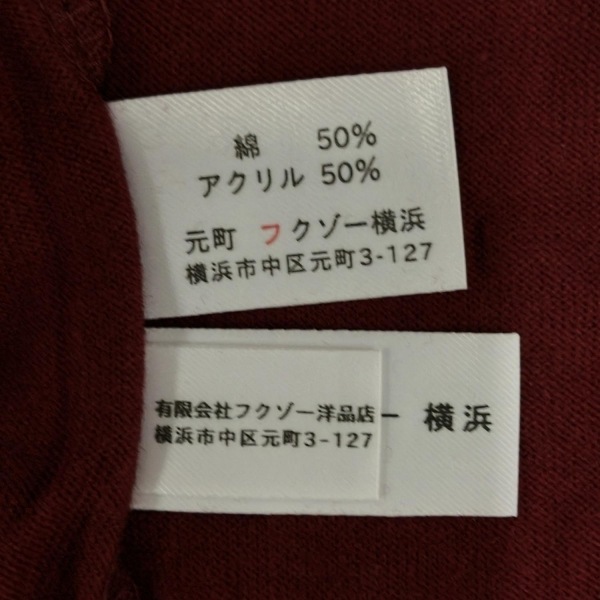 綿 50%
アクリル 50%
元町 フクゾー横浜
横浜市中区元町3-127
有限会社フクゾー洋品店
ー 横浜
横浜市中区元町3-127